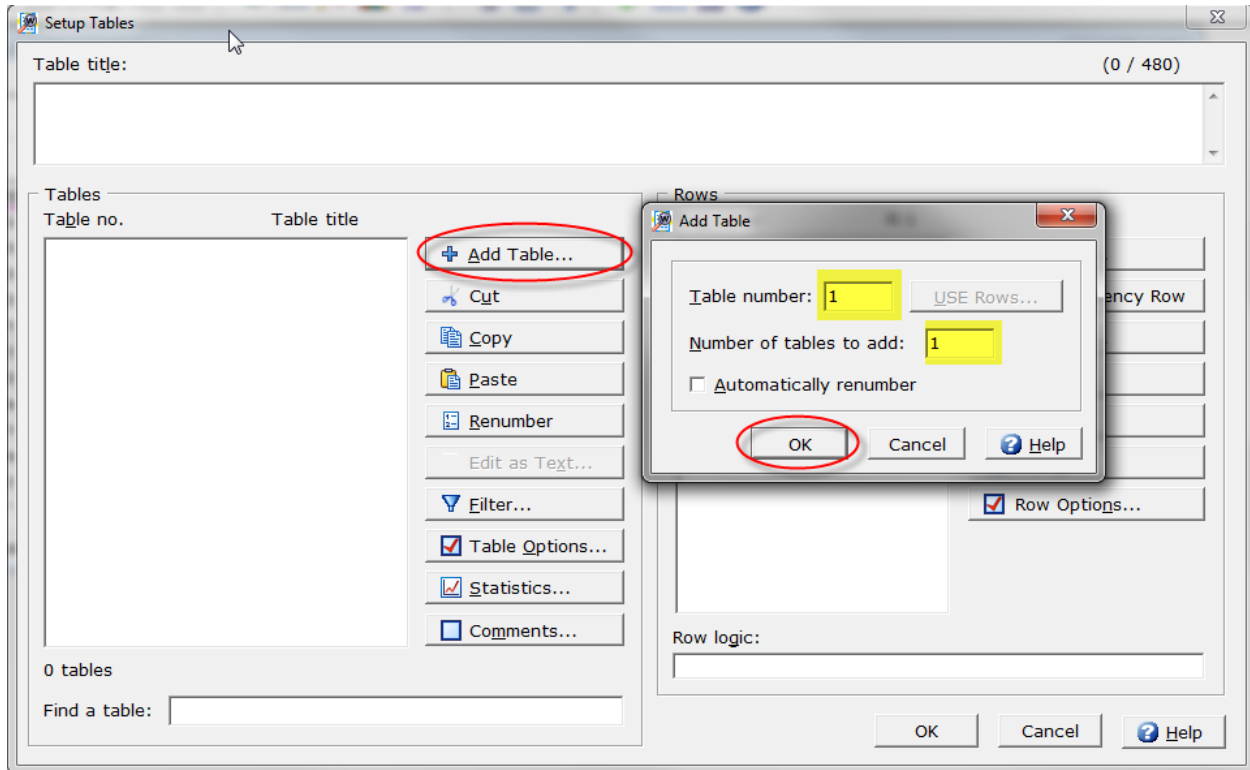 Setup Tables
Table title:
(0 / 480)
Tables
Table no.
Table title
Add Table...
Cut
Copy
Paste
Renumber
Edit as Text...
Filter...
Table Options...
Statistics...
Comments...
0 tables
Find a table:
Rows
Add Table
Table number:
1
USE Rows...
Number of tables to add:
1
Automatically renumber
OK
Cancel
Help
Row
Row Options...
Row logic:
OK
Cancel
Help